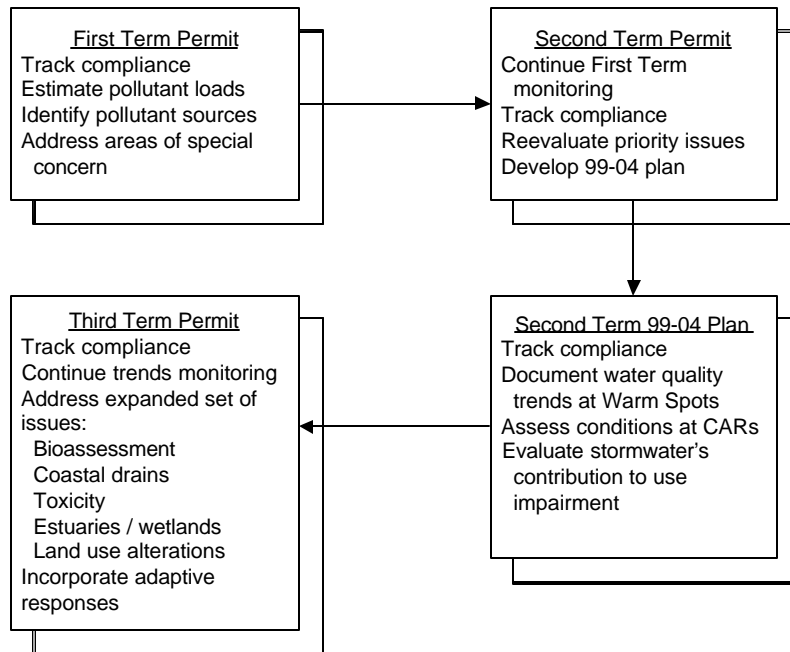 First Term Permit
Track compliance
Estimate pollutant loads
Identify pollutant sources
Address areas of special
concern
Second Term Permit
Continue First Term
monitoring
Track compliance
Reevaluate priority issues
Develop 99-04 plan
Second Term 99-04 Plan
Track compliance
Document water quality
trends at Warm Spots
Assess conditions at CARs
Evaluate stormwater's
contribution to use
impairment
Third Term Permit
Track compliance
Continue trends monitoring
Address expanded set of
issues:
Bioassessment
Coastal drains
Toxicity
Estuaries / wetlands
Land use alterations
Incorporate adaptive
responses